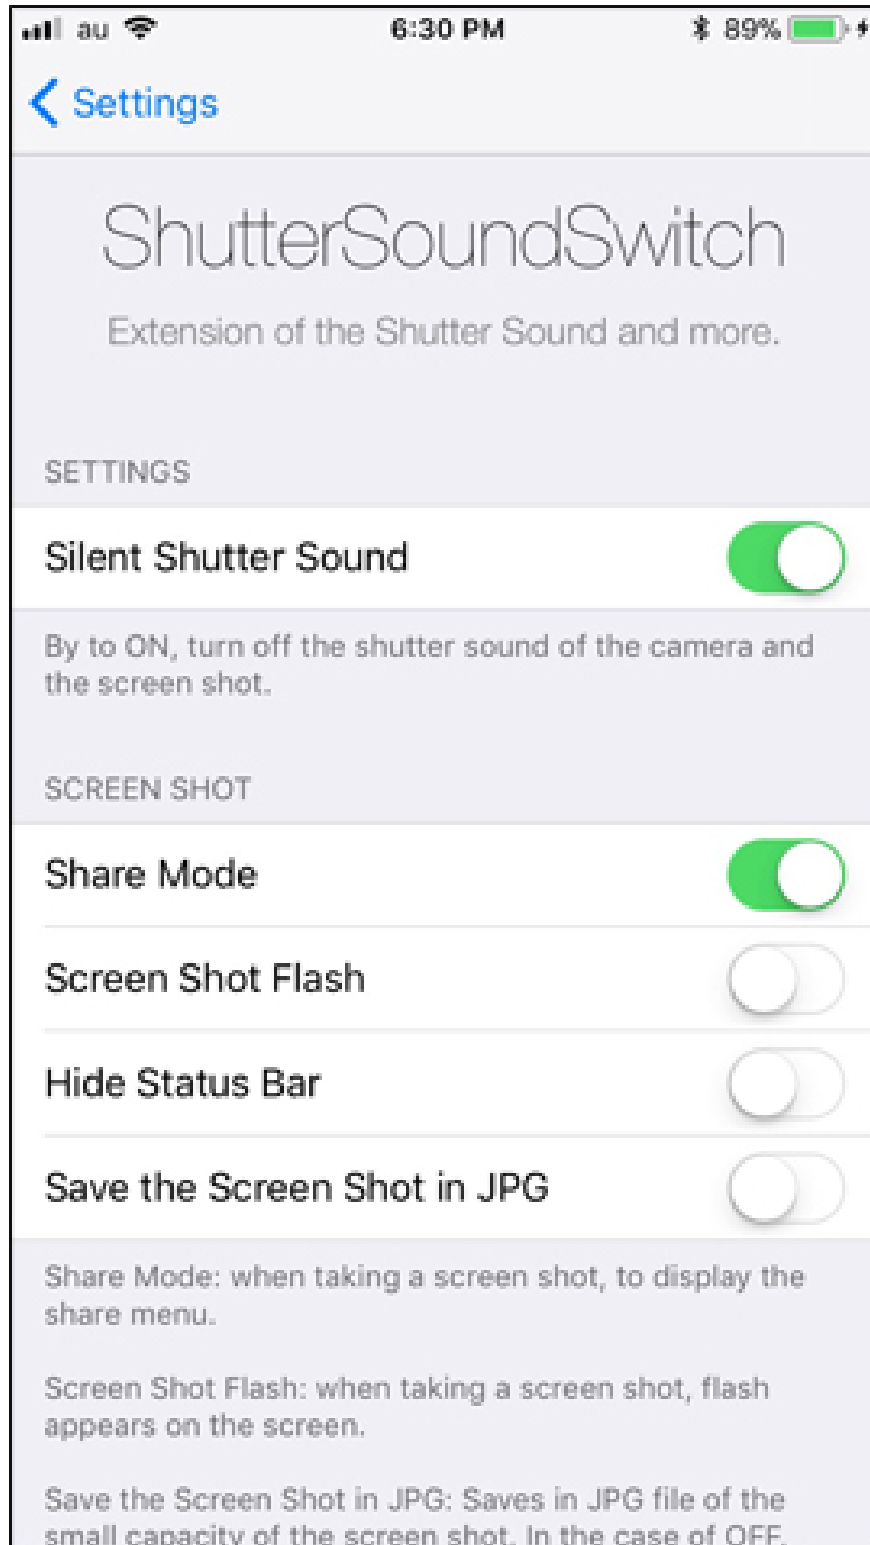 au 6:30 PM 89%
Settings
ShutterSoundSwitch
Extension of the Shutter Sound and more.
SETTINGS
Silent Shutter Sound
By to ON, turn off the shutter sound of the camera and
the screen shot.
SCREEN SHOT
Share Mode
Screen Shot Flash
Hide Status Bar
Save the Screen Shot in JPG
Share Mode: when taking a screen shot, to display the
share menu.
Screen Shot Flash: when taking a screen shot, flash
appears on the screen.
Save the Screen Shot in JPG: Saves in JPG file of the
small capacity of the screen shot. In the case of OFF,